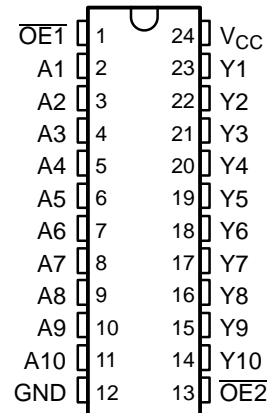 O̅E̅1̅ 1 24 VCC
A1 2 23 Y1
A2 3 22 Y2
A3 4 21 Y3
A4 5 20 Y4
A5 6 19 Y5
A6 7 18 Y6
A7 8 17 Y7
A8 9 16 Y8
A9 10 15 Y9
A10 11 14 Y10
GND 12 13 O̅E̅2̅